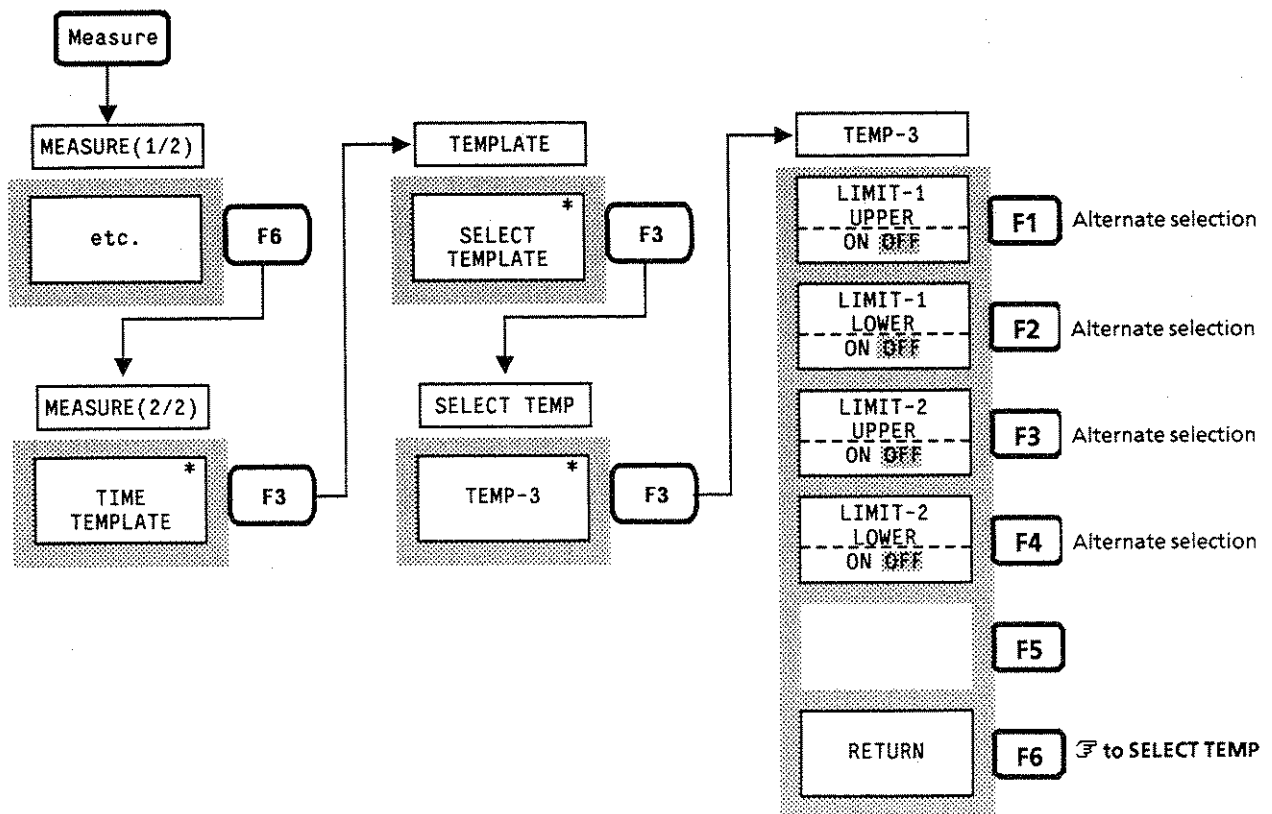 Measure
MEASURE(1/2)
etc.
F6
MEASURE(2/2)
*
TIME
TEMPLATE
F3
TEMPLATE
*
SELECT
TEMPLATE
F3
SELECT TEMP
*
TEMP-3
F3
TEMP-3
LIMIT-1
UPPER
ON OFF
F1 Alternate selection
LIMIT-1
LOWER
ON OFF
F2 Alternate selection
LIMIT-2
UPPER
ON OFF
F3 Alternate selection
LIMIT-2
LOWER
ON OFF
F4 Alternate selection
F5
RETURN
F6 ☞ to SELECT TEMP